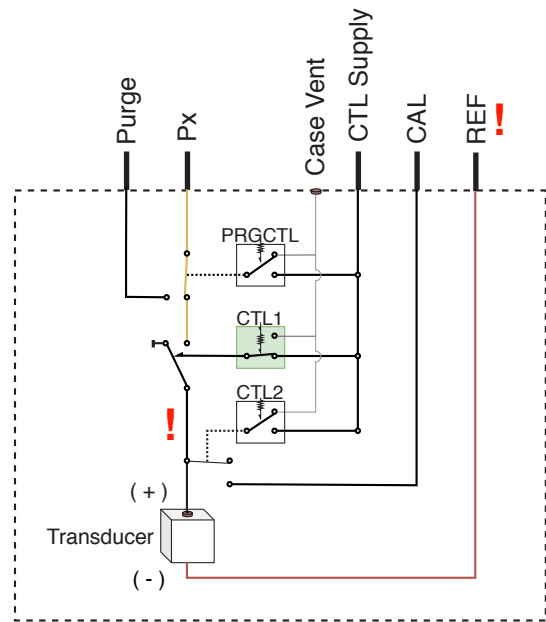 Purge
Px
Case Vent
CTL Supply
CAL
REF
!
PRGCTL
CTL1
CTL2
!
(+)
Transducer
(-)